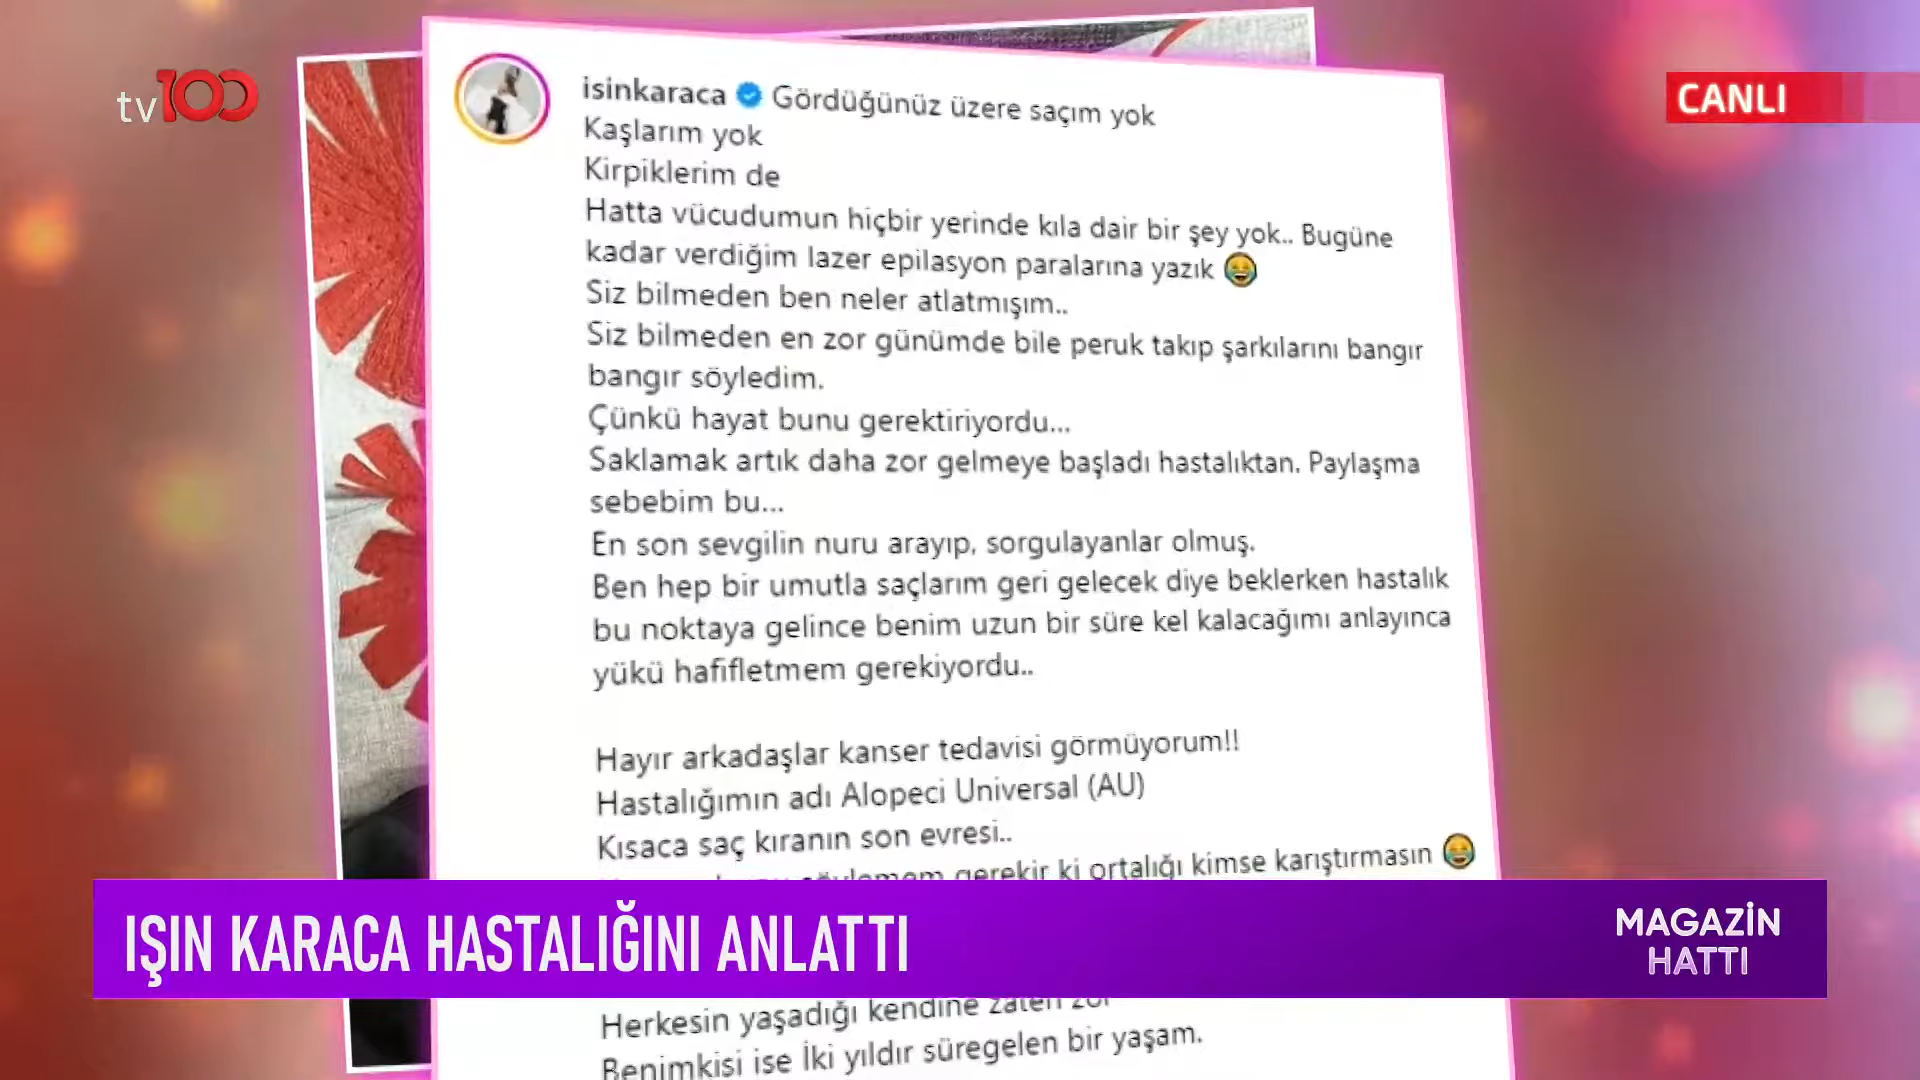 tv100
CANLI
isinkaraca Gördüğünüz üzere saçım yok
Kaşlarım yok
Kirpiklerim de
Hatta vücudumun hiçbir yerinde kıla dair bir şey yok.. Bugüne
kadar verdiğim lazer epilasyon paralarına yazık 😂
Siz bilmeden ben neler atlatmışım..
Siz bilmeden en zor günümde bile peruk takıp şarkılarını bangır
bangır söyledim.
Çünkü hayat bunu gerektiriyordu...
Saklamak artık daha zor gelmeye başladı hastalıktan. Paylaşma
sebebim bu...
En son sevgilin nuru arayıp, sorgulayanlar olmuş.
Ben hep bir umutla saçlarım geri gelecek diye beklerken hastalık
bu noktaya gelince benim uzun bir süre kel kalacağımı anlayınca
yükü hafifletmem gerekiyordu..
Hayır arkadaşlar kanser tedavisi görmüyorum!!
Hastalığımın adı Alopeci Universal (AU)
Kısaca saç kıranın son evresi..
söylemem gerekir ki ortalığı kimse karıştırmasın 😂
IŞIN KARACA HASTALIĞINI ANLATTI
MAGAZİN
HATTI
Herkesin yaşadığı kendine zaten zor
Benimkisi ise İki yıldır süregelen bir yaşam.